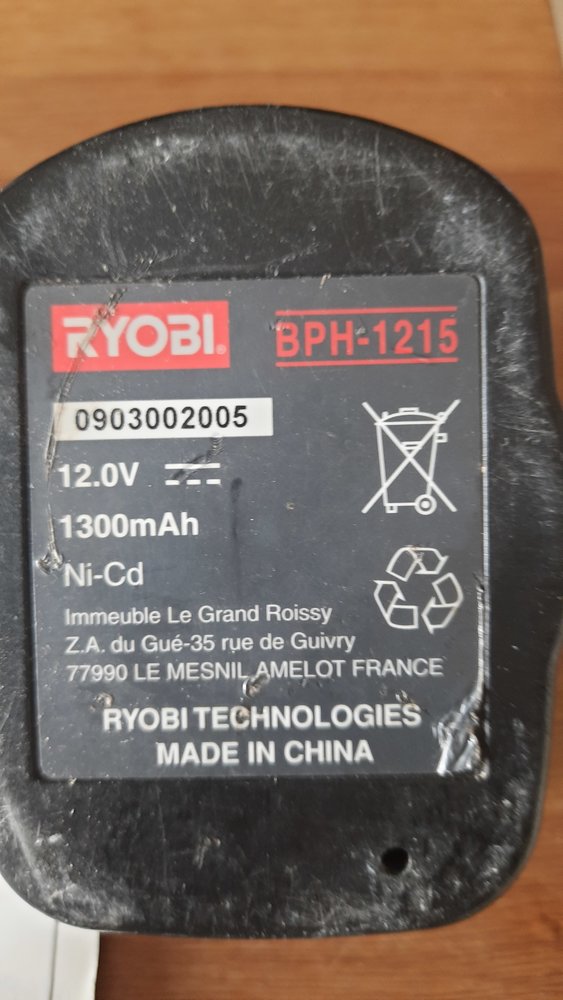 RYOBI®
BPH-1215
0903002005
12.0V
1300mAh
Ni-Cd
Immeuble Le Grand Roissy
Z.A. du Gué-35 rue de Guivry
77990 LE MESNIL AMELOT FRANCE
RYOBI TECHNOLOGIES
MADE IN CHINA